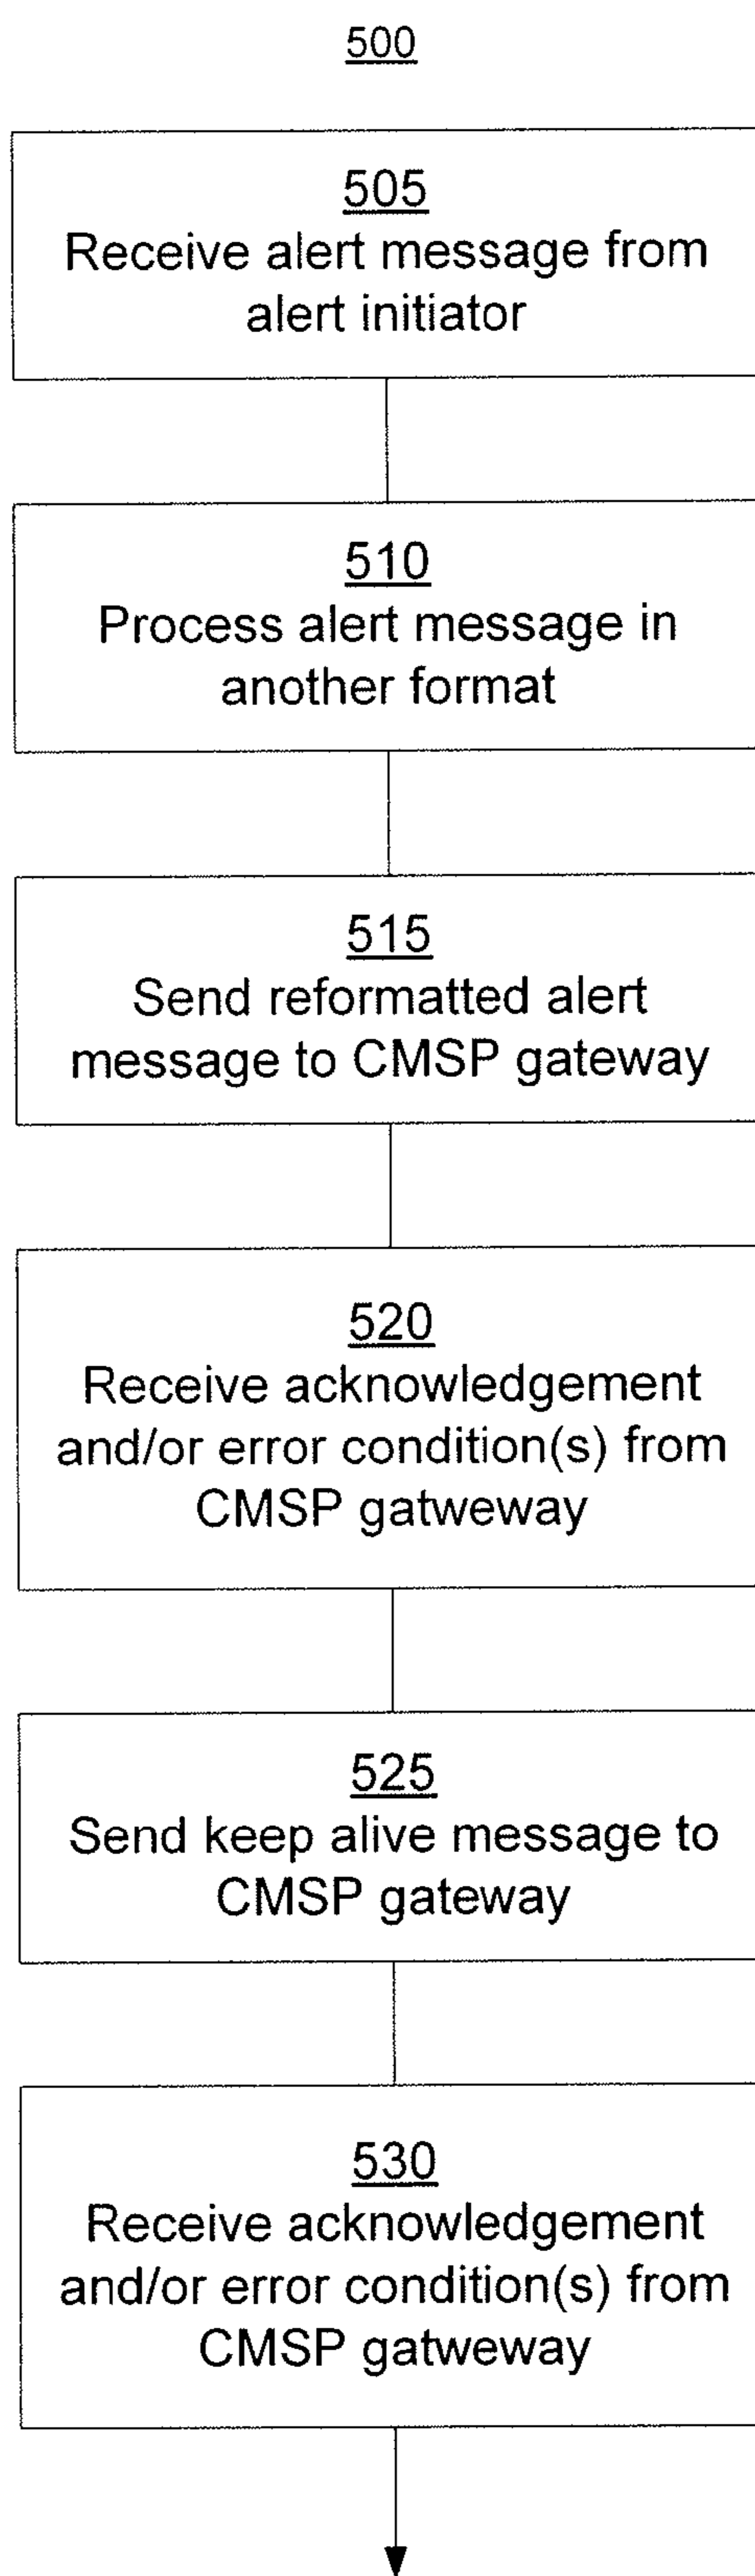 500
505
Receive alert message from
alert initiator
510
Process alert message in
another format
515
Send reformatted alert
message to CMSP gateway
520
Receive acknowledgement
and/or error condition(s) from
CMSP gatweway
525
Send keep alive message to
CMSP gateway
530
Receive acknowledgement
and/or error condition(s) from
CMSP gatweway